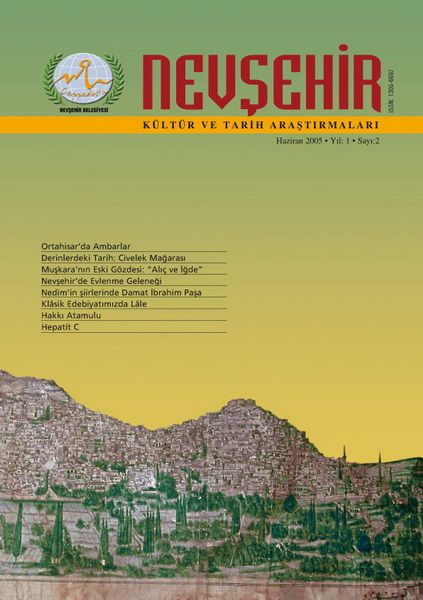 Cappadocia
NEVŞEHİR BELEDİYESİ
NEVŞEHİR
ISSN: 1305-6697
KÜLTÜR VE TARİH ARAŞTIRMALARI
Haziran 2005 • Yıl: 1 • Sayı:2
Ortahisar'da Ambarlar
Derinlerdeki Tarih: Civelek Mağarası
Muşkara'nın Eski Gözdesi: "Alıç ve İğde"
Nevşehir'de Evlenme Geleneği
Nedim'in şiirlerinde Damat İbrahim Paşa
Klâsik Edebiyatımızda Lâle
Hakkı Atamulu
Hepatit C